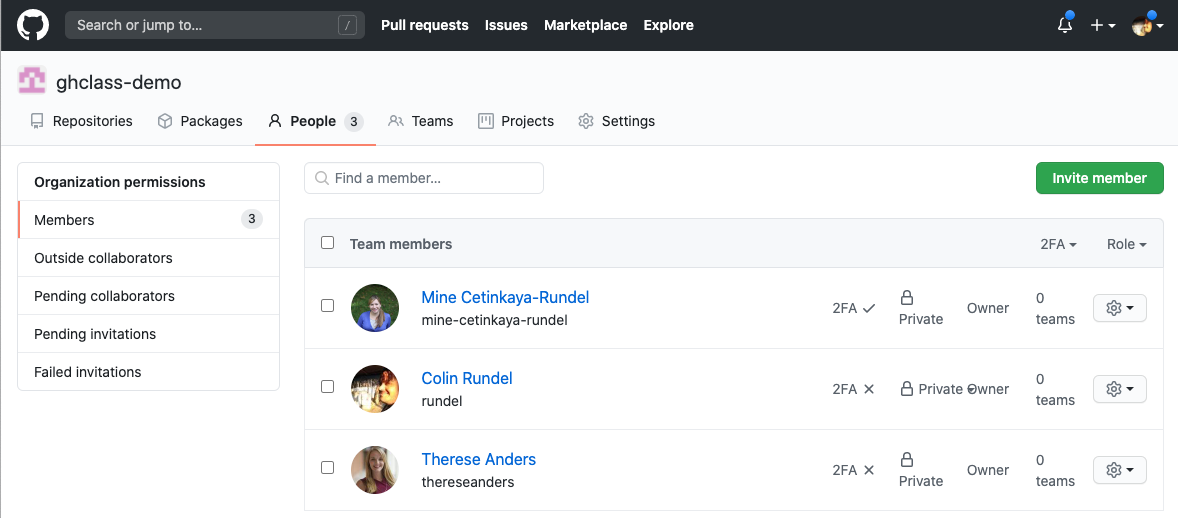 Search or jump to... / Pull requests Issues Marketplace Explore
ghclass-demo
Repositories Packages People 3 Teams Projects Settings
Organization permissions
Members 3
Outside collaborators
Pending collaborators
Pending invitations
Failed invitations
Find a member... Invite member
Team members 2FA Role
Mine Cetinkaya-Rundel
mine-cetinkaya-rundel
2FA Private Owner 0 teams
Colin Rundel
rundel
2FA Private Owner 0 teams
Therese Anders
thereseanders
2FA Private Owner 0 teams